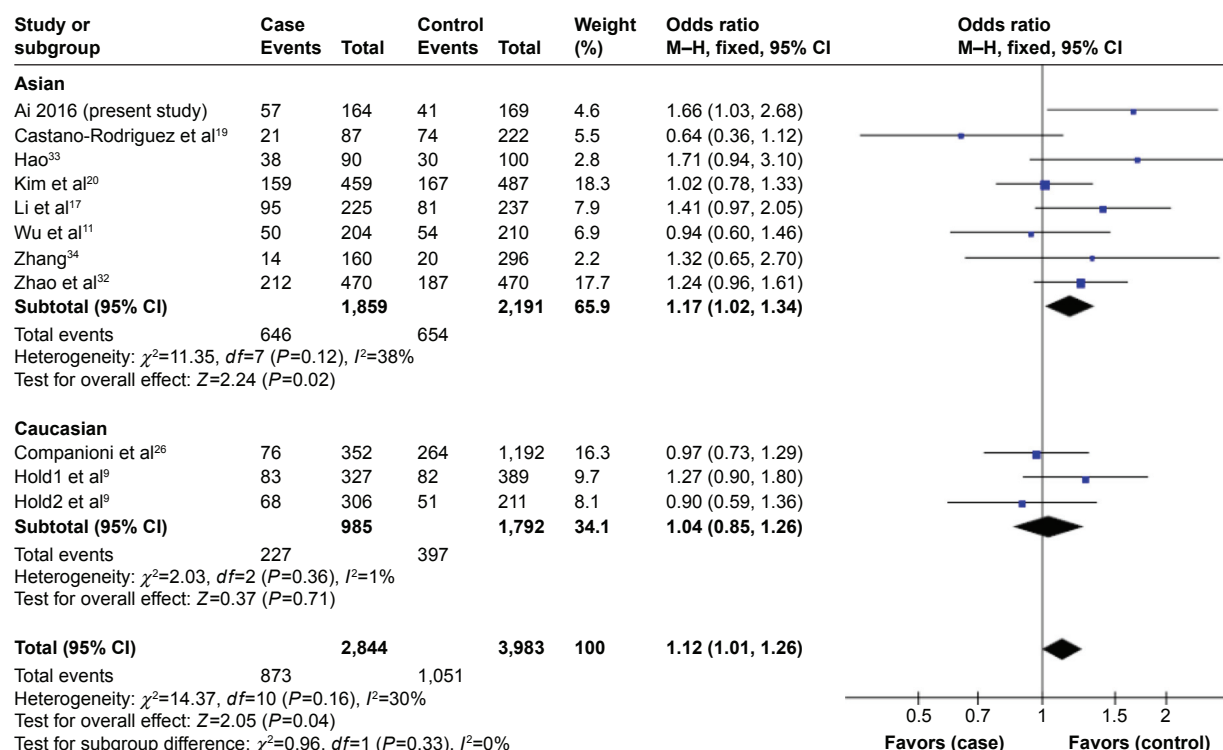 Study or subgroup Case Events Total Control Events Total Weight (%) Odds ratio M–H, fixed, 95% CI Odds ratio M–H, fixed, 95% CI
Asian
Ai 2016 (present study) 57 164 41 169 4.6 1.66 (1.03, 2.68)
Castano-Rodriguez et al¹⁹ 21 87 74 222 5.5 0.64 (0.36, 1.12)
Hao³³ 38 90 30 100 2.8 1.71 (0.94, 3.10)
Kim et al²⁰ 159 459 167 487 18.3 1.02 (0.78, 1.33)
Li et al¹⁷ 95 225 81 237 7.9 1.41 (0.97, 2.05)
Wu et al¹¹ 50 204 54 210 6.9 0.94 (0.60, 1.46)
Zhang³⁴ 14 160 20 296 2.2 1.32 (0.65, 2.70)
Zhao et al³² 212 470 187 470 17.7 1.24 (0.96, 1.61)
Subtotal (95% CI) 1,859 2,191 65.9 1.17 (1.02, 1.34)
Total events 646 654
Heterogeneity: χ²=11.35, df=7 (P=0.12), I²=38%
Test for overall effect: Z=2.24 (P=0.02)
Caucasian
Companioni et al²⁶ 76 352 264 1,192 16.3 0.97 (0.73, 1.29)
Hold1 et al⁹ 83 327 82 389 9.7 1.27 (0.90, 1.80)
Hold2 et al⁹ 68 306 51 211 8.1 0.90 (0.59, 1.36)
Subtotal (95% CI) 985 1,792 34.1 1.04 (0.85, 1.26)
Total events 227 397
Heterogeneity: χ²=2.03, df=2 (P=0.36), I²=1%
Test for overall effect: Z=0.37 (P=0.71)
Total (95% CI) 2,844 3,983 100 1.12 (1.01, 1.26)
Total events 873 1,051
Heterogeneity: χ²=14.37, df=10 (P=0.16), I²=30%
Test for overall effect: Z=2.05 (P=0.04)
Test for subgroup difference: χ²=0.96, df=1 (P=0.33), I²=0%
0.5 0.7 1 1.5 2
Favors (case) Favors (control)